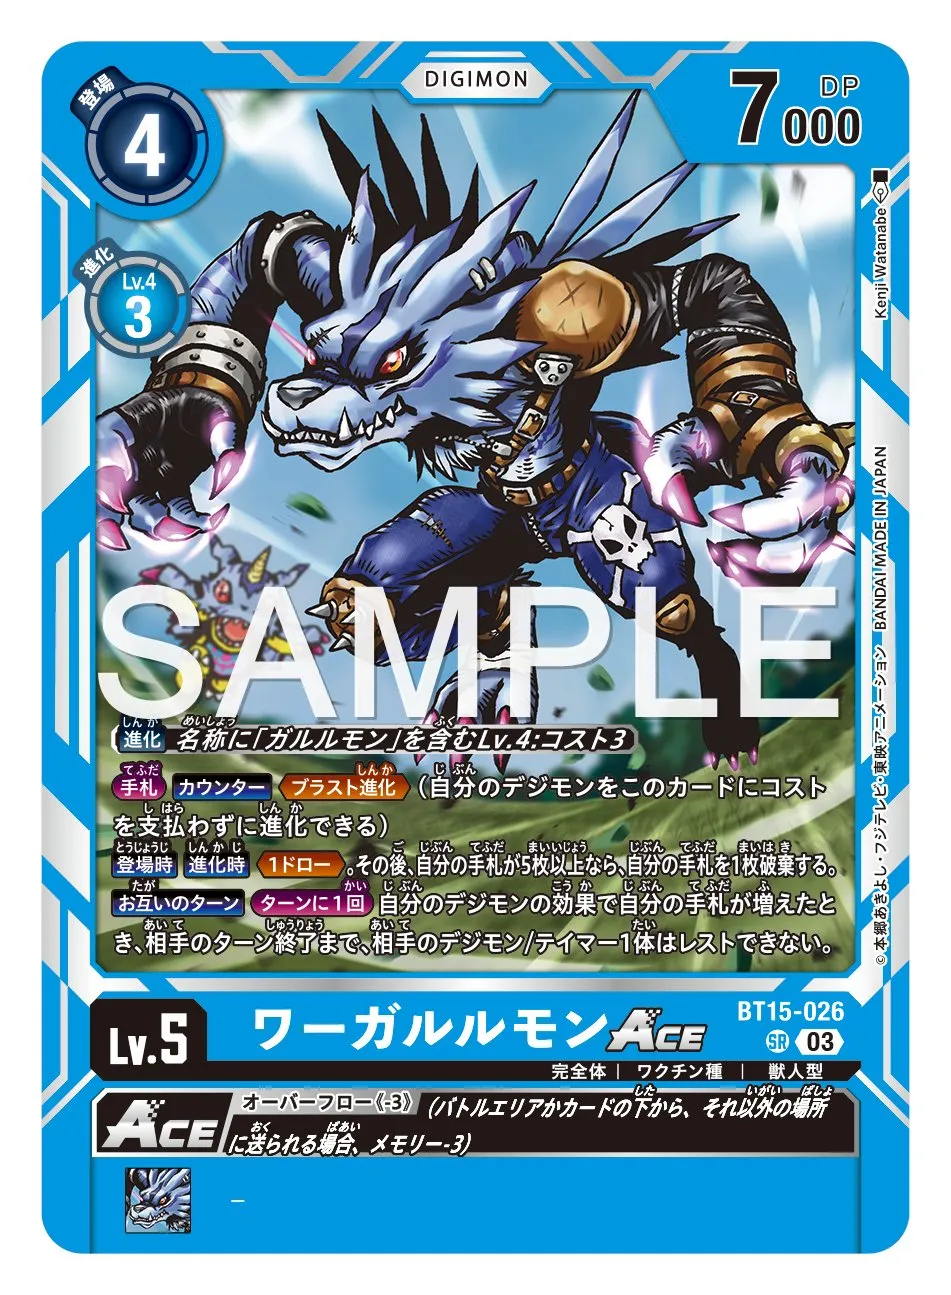 DIGIMON
登場
4
DP
7000
進化
Lv.4
3
Kenji Watanabe
SAMPLE
進化 名称に「ガルルモン」を含むLv.4:コスト3
手札 カウンター ブラスト進化 (自分のデジモンをこのカードにコスト
を支払わずに進化できる)
登場時 進化時 1ドロー。その後、自分の手札が5枚以上なら、自分の手札を1枚破棄する。
お互いのターン ターンに1回 自分のデジモンの効果で自分の手札が増えたと
き、相手のターン終了まで、相手のデジモン/テイマー1体はレストできない。
©本郷あきよし・フジテレビ・東映アニメーション BANDAI MADE IN JAPAN
BT15-026
Lv.5
ワーガルルモンACE
SR 03
完全体 | ワクチン種 | 獣人型
ACE
オーバーフロー《-3》 (バトルエリアかカードの下から、それ以外の場所
に送られる場合、メモリー-3)
–